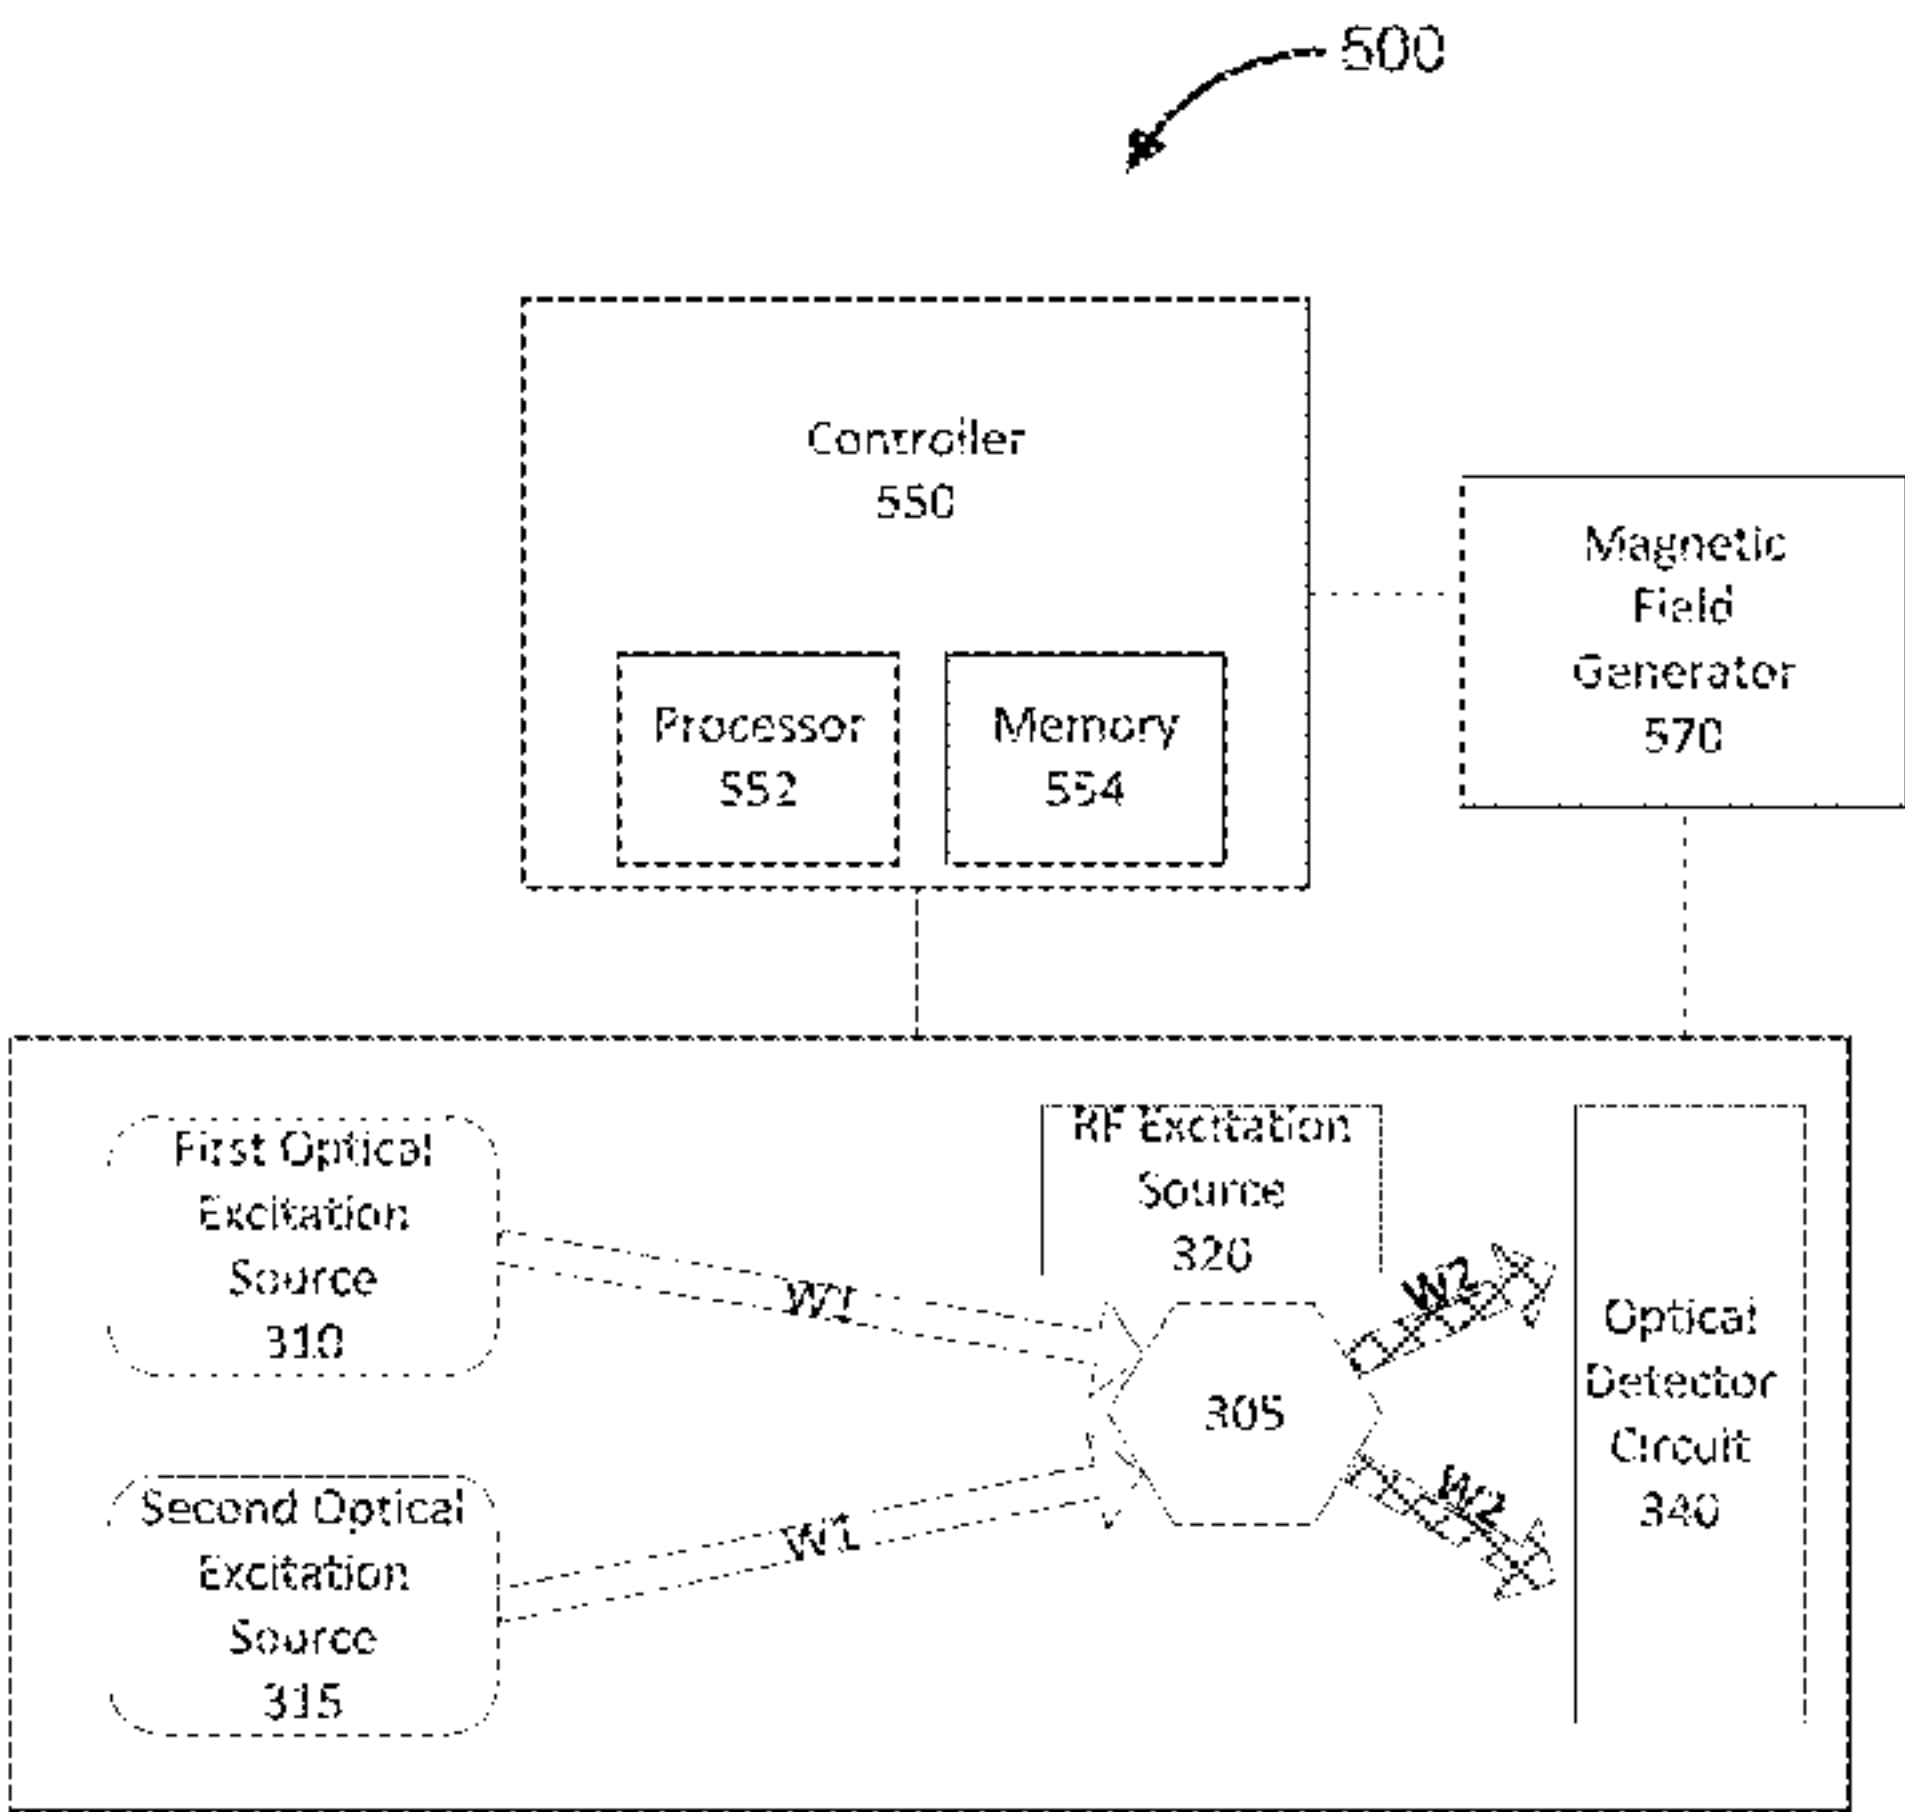 500
Controller
550
Processor
552
Memory
554
Magnetic
Field
Generator
570
First Optical
Excitation
Source
310
W1
Second Optical
Excitation
Source
315
W1
RF Excitation
Source
320
305
W2
W2
Optical
Detector
Circuit
340